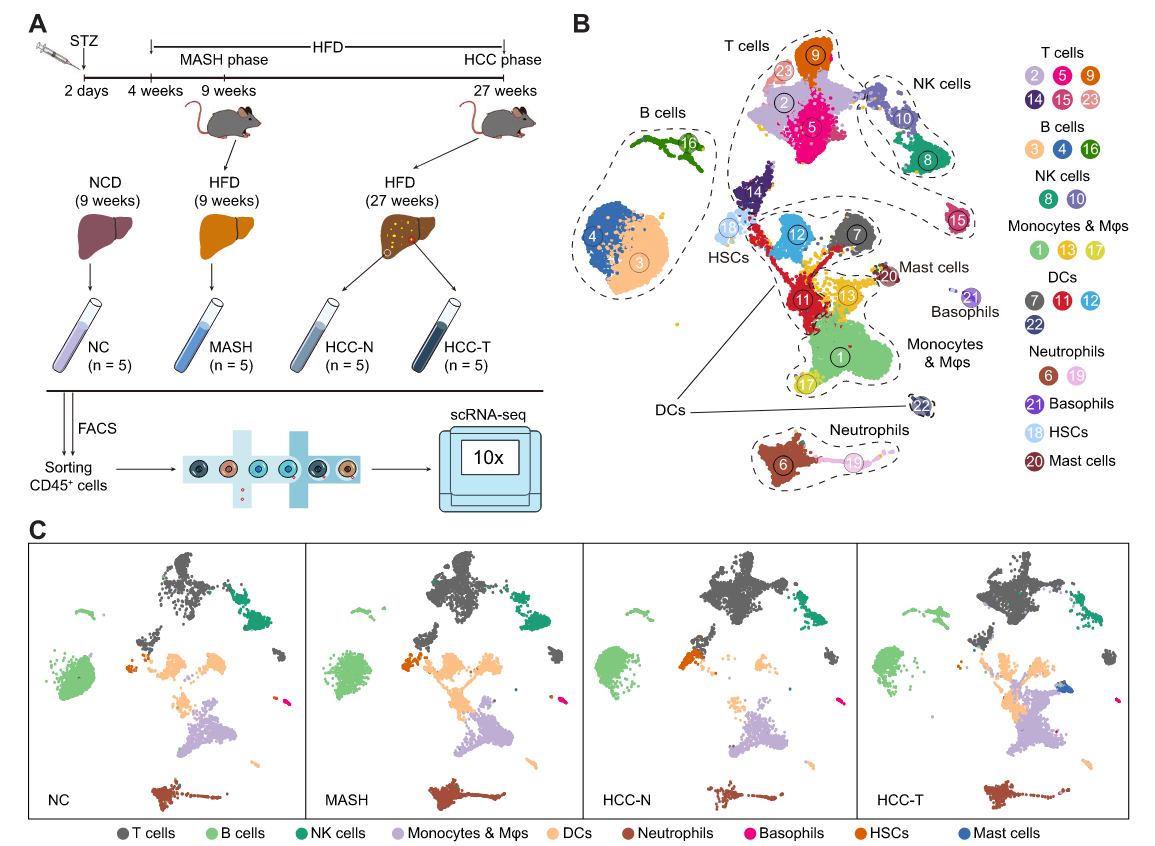 A
STZ
HFD
MASH phase
HCC phase
2 days
4 weeks
9 weeks
27 weeks
NCD
(9 weeks)
HFD
(9 weeks)
HFD
(27 weeks)
NC
(n = 5)
MASH
(n = 5)
HCC-N
(n = 5)
HCC-T
(n = 5)
FACS
Sorting
CD45⁺ cells
scRNA-seq
10x
B
T cells
9
23
2
5
NK cells
10
8
B cells
16
14
15
18
HSCs
4
3
12
7
Mast cells
20
11
13
21
Basophils
1
Monocytes
& Mφs
17
DCs
22
Neutrophils
6
19
T cells
2 5 9
14 15 23
B cells
3 4 16
NK cells
8 10
Monocytes & Mφs
1 13 17
DCs
7 11 12
22
Neutrophils
6 19
21 Basophils
18 HSCs
20 Mast cells
C
NC
MASH
HCC-N
HCC-T
T cells
B cells
NK cells
Monocytes & Mφs
DCs
Neutrophils
Basophils
HSCs
Mast cells